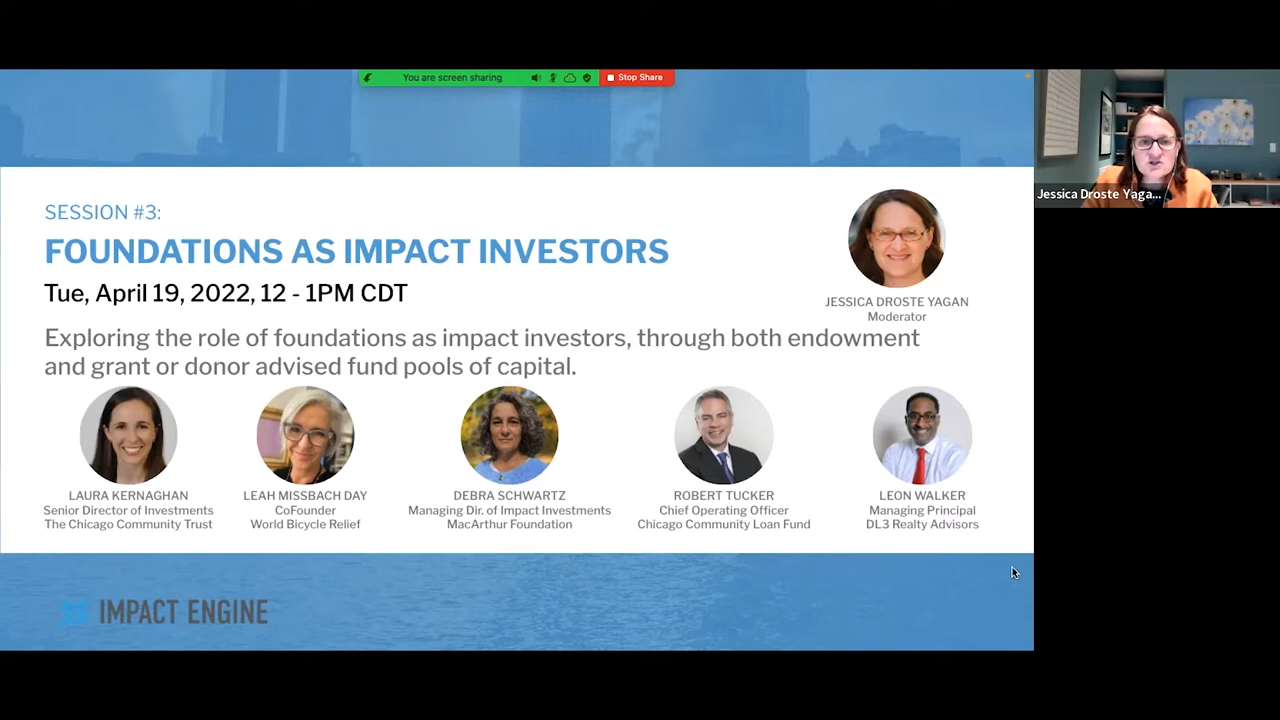 You are screen sharing
Stop Share
Jessica Droste Yaga...
SESSION #3:
FOUNDATIONS AS IMPACT INVESTORS
Tue, April 19, 2022, 12 - 1PM CDT
JESSICA DROSTE YAGAN
Moderator
Exploring the role of foundations as impact investors, through both endowment
and grant or donor advised fund pools of capital.
LAURA KERNAGHAN
Senior Director of Investments
The Chicago Community Trust
LEAH MISSBACH DAY
CoFounder
World Bicycle Relief
DEBRA SCHWARTZ
Managing Dir. of Impact Investments
MacArthur Foundation
ROBERT TUCKER
Chief Operating Officer
Chicago Community Loan Fund
LEON WALKER
Managing Principal
DL3 Realty Advisors
IMPACT ENGINE